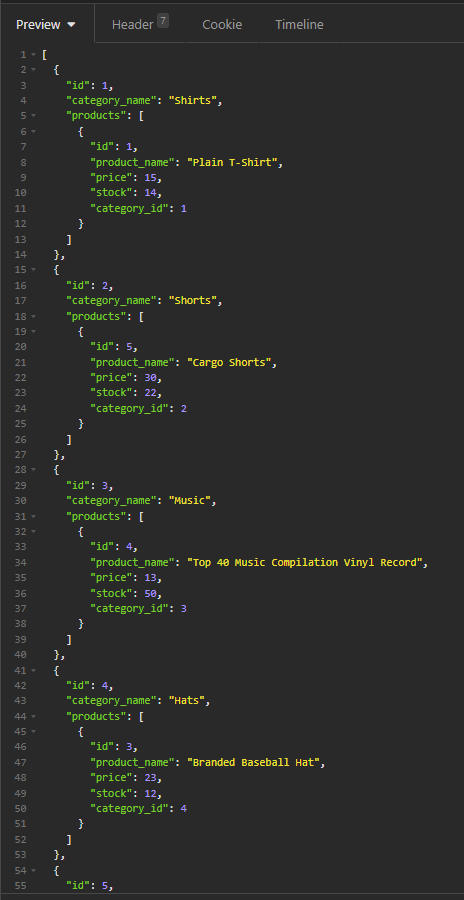 Preview Header 7 Cookie Timeline
1 [
2   {
3     "id": 1,
4     "category_name": "Shirts",
5     "products": [
6       {
7         "id": 1,
8         "product_name": "Plain T-Shirt",
9         "price": 15,
10         "stock": 14,
11         "category_id": 1
12       }
13     ]
14   },
15   {
16     "id": 2,
17     "category_name": "Shorts",
18     "products": [
19       {
20         "id": 5,
21         "product_name": "Cargo Shorts",
22         "price": 30,
23         "stock": 22,
24         "category_id": 2
25       }
26     ]
27   },
28   {
29     "id": 3,
30     "category_name": "Music",
31     "products": [
32       {
33         "id": 4,
34         "product_name": "Top 40 Music Compilation Vinyl Record",
35         "price": 13,
36         "stock": 50,
37         "category_id": 3
38       }
39     ]
40   },
41   {
42     "id": 4,
43     "category_name": "Hats",
44     "products": [
45       {
46         "id": 3,
47         "product_name": "Branded Baseball Hat",
48         "price": 23,
49         "stock": 12,
50         "category_id": 4
51       }
52     ]
53   },
54   {
55     "id": 5,